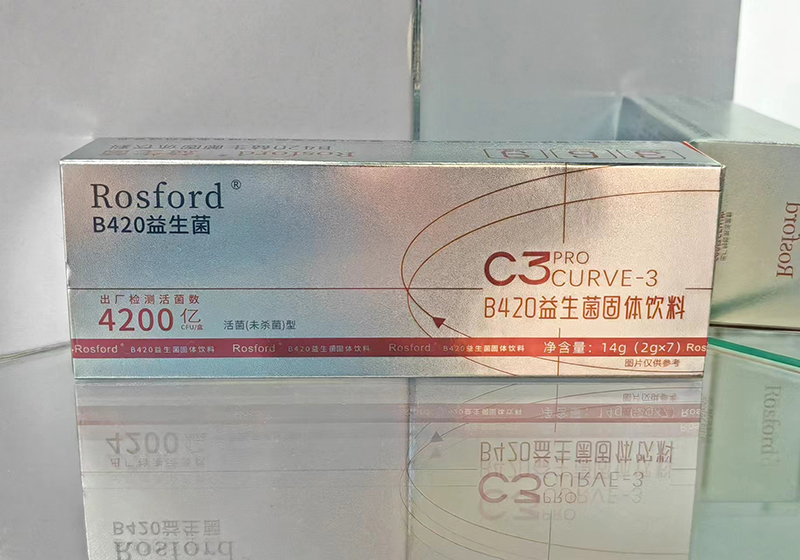 Rosford®
B420益生菌
C3 PRO
CURVE-3
B420益生菌固体饮料
出厂检测活菌数
4200亿
CFU/盒
活菌(未杀菌)型
Rosford® B420益生菌固体饮料 Rosford® B420益生菌固体饮料 Rosford® B420益生菌固体饮料 净含量：14g（2g×7） Ros
图片仅供参考
Rosford